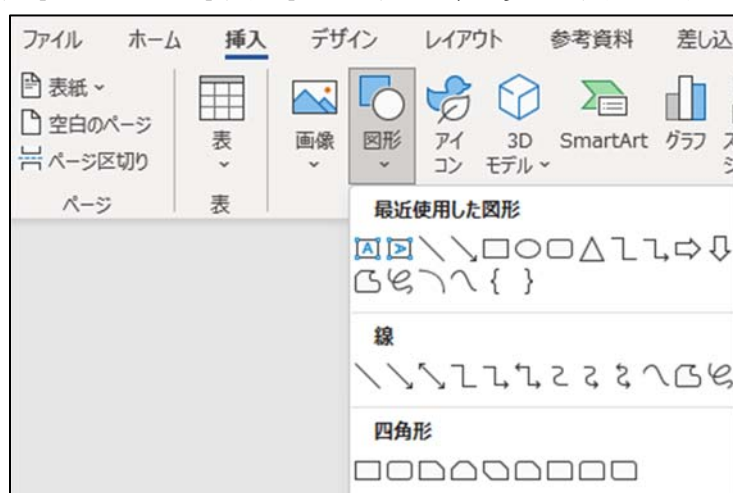 ファイル ホーム 挿入 デザイン レイアウト 参考資料 差し込
表紙
空白のページ
ページ区切り
ページ
表
表
画像
図形
アイコン
3D
モデル
SmartArt
グラフ
最近使用した図形
線
四角形